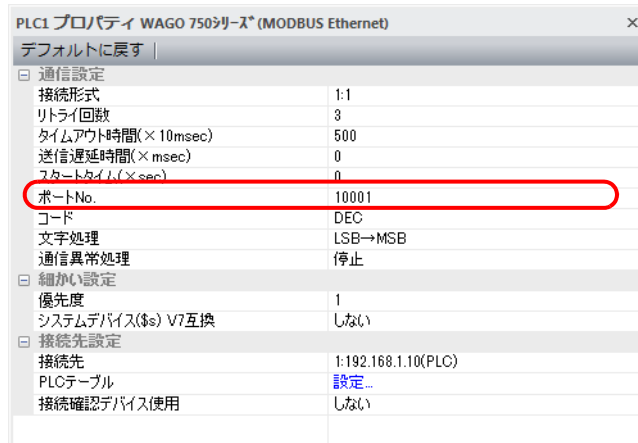 PLC1 プロパティ WAGO 750ｼﾘｰｽﾞ(MODBUS Ethernet) ×
デフォルトに戻す
通信設定
接続形式 1:1
リトライ回数 3
タイムアウト時間(×10msec) 500
送信遅延時間(×msec) 0
スタートタイム(×sec) 0
ポートNo. 10001
コード DEC
文字処理 LSB→MSB
通信異常処理 停止
細かい設定
優先度 1
システムデバイス($s) V7互換 しない
接続先設定
接続先 1:192.168.1.10(PLC)
PLCテーブル 設定...
接続確認デバイス使用 しない